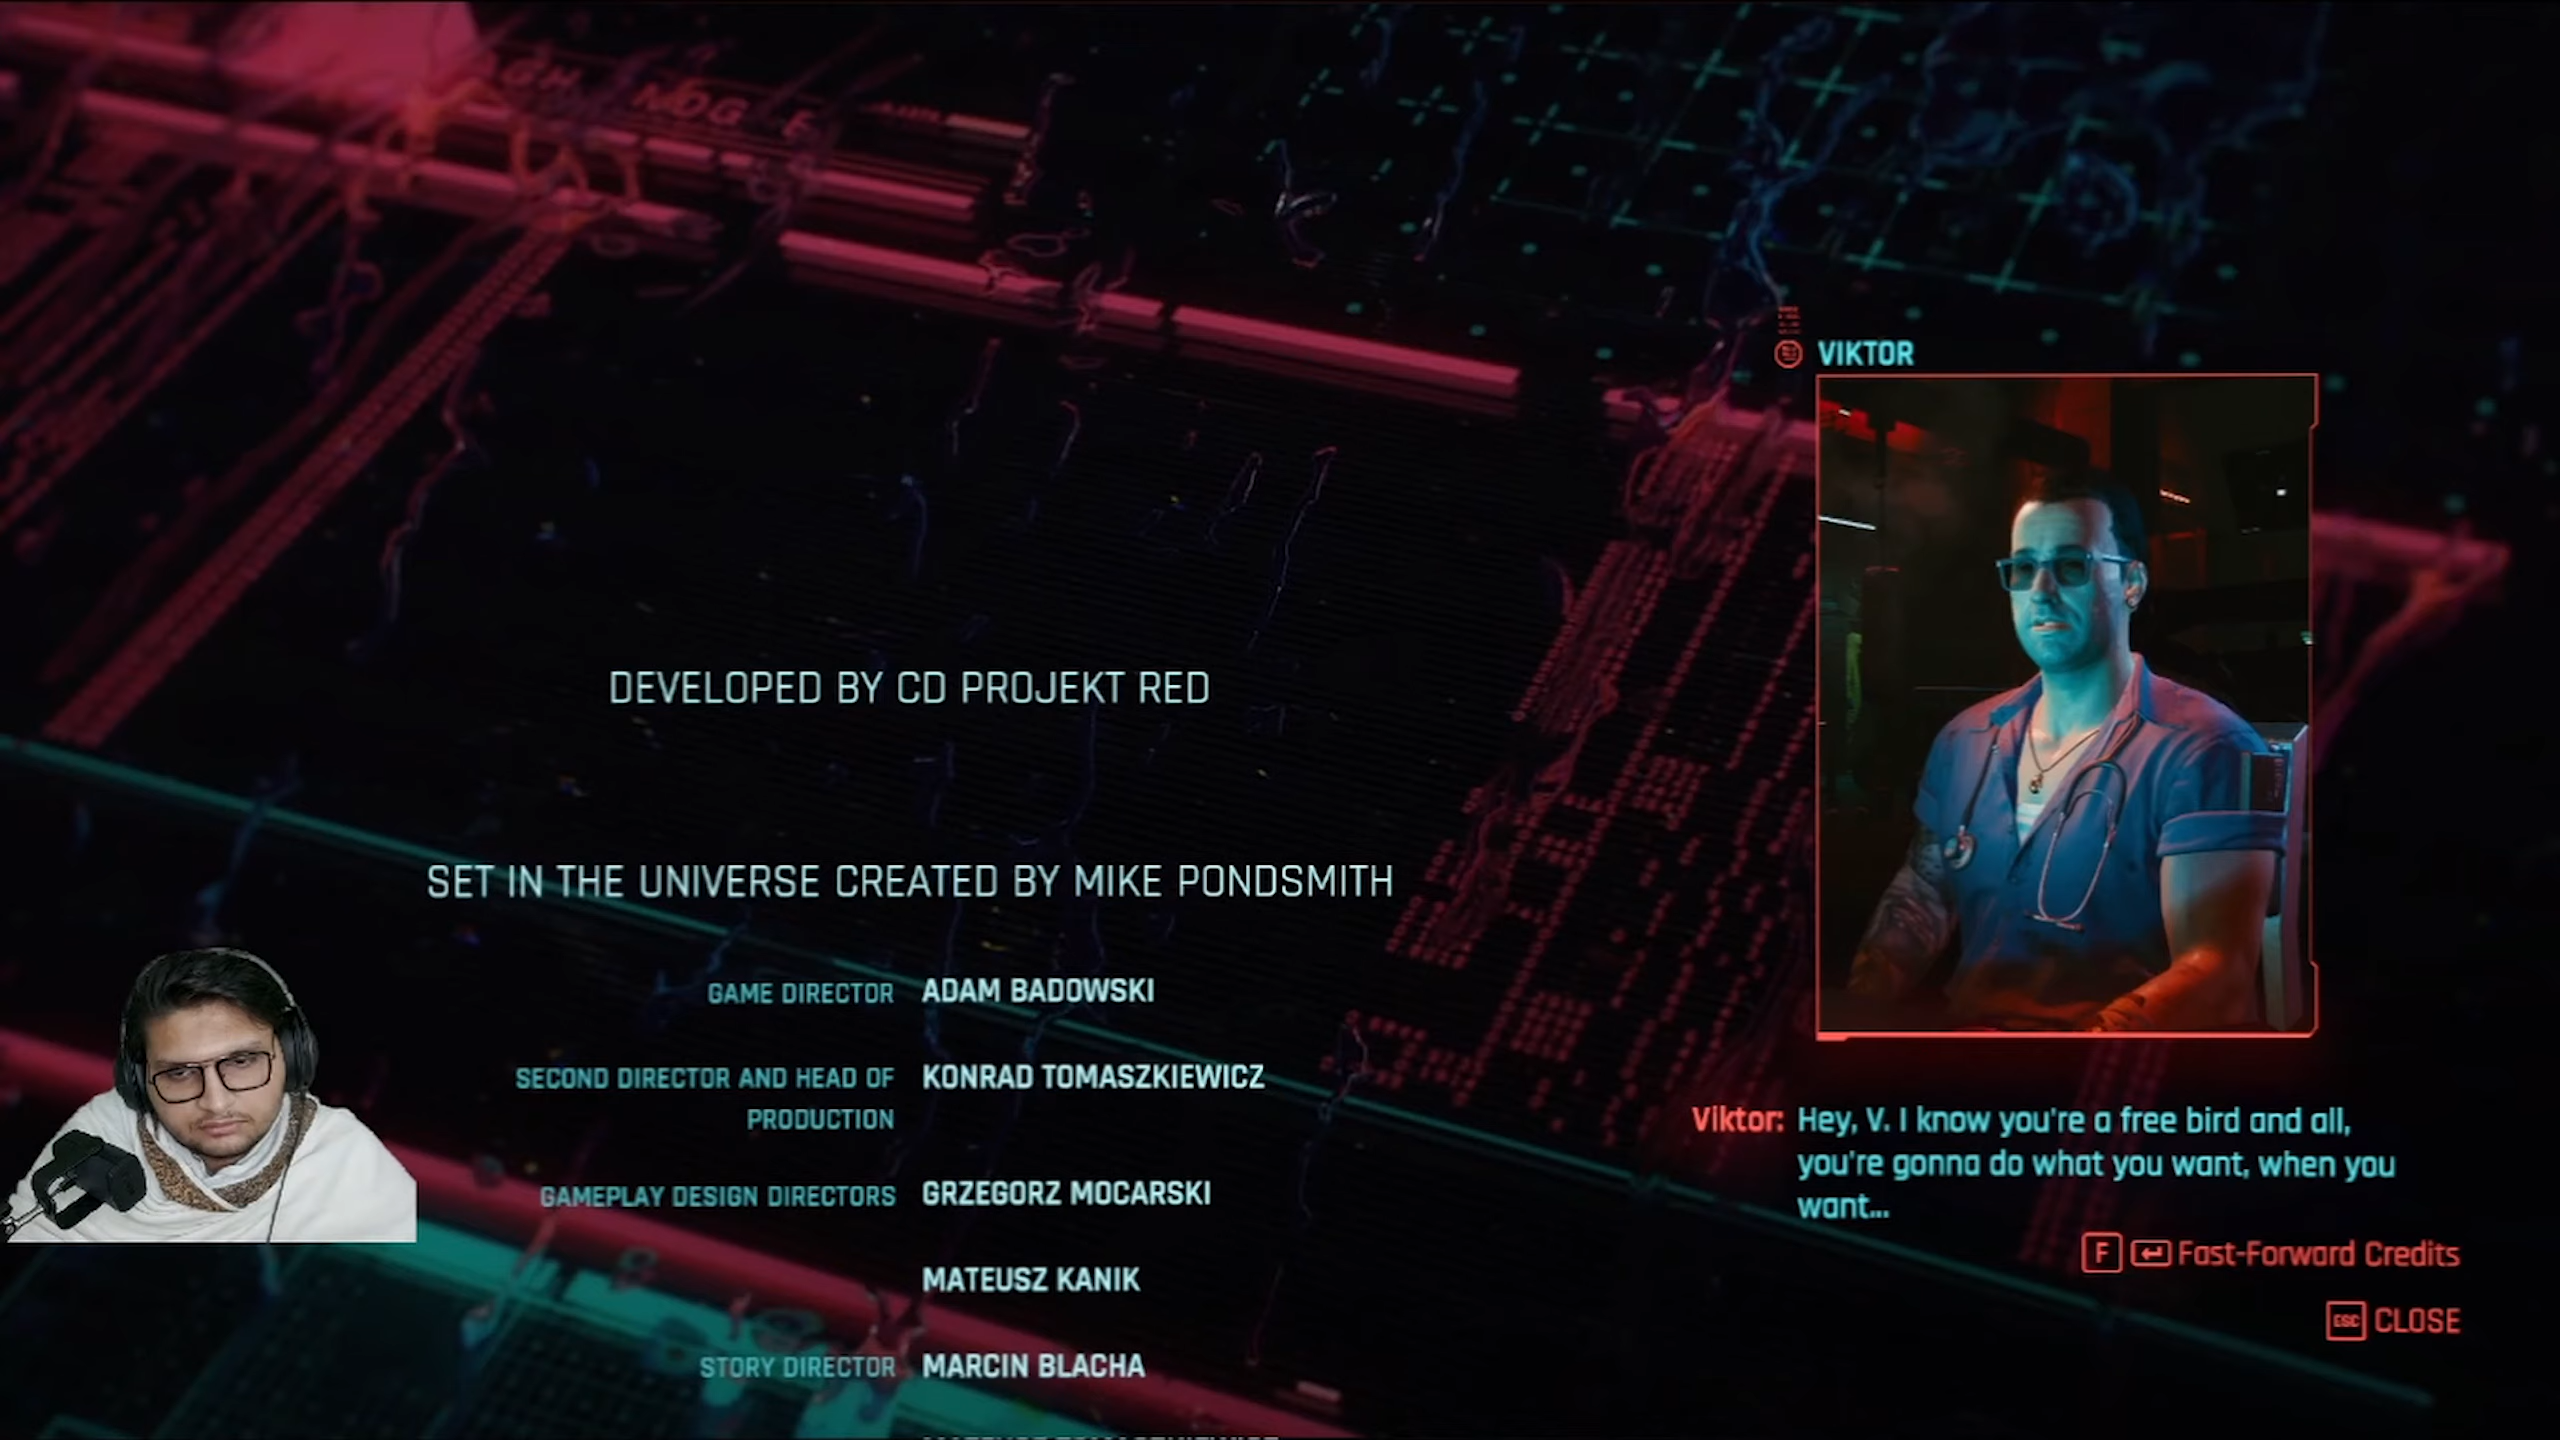 VIKTOR
DEVELOPED BY CD PROJEKT RED
SET IN THE UNIVERSE CREATED BY MIKE PONDSMITH
GAME DIRECTOR ADAM BADOWSKI
SECOND DIRECTOR AND HEAD OF KONRAD TOMASZKIEWICZ
PRODUCTION
GAMEPLAY DESIGN DIRECTORS GRZEGORZ MOCARSKI
MATEUSZ KANIK
STORY DIRECTOR MARCIN BLACHA
Viktor: Hey, V. I know you're a free bird and all,
you're gonna do what you want, when you
want...
F Fast-Forward Credits
ESC CLOSE